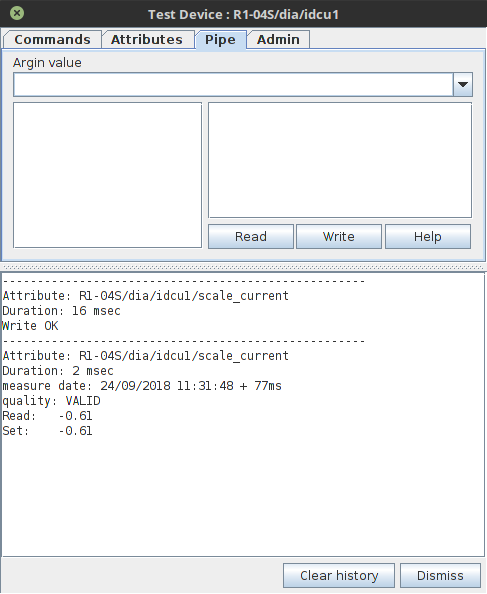 Test Device : R1-04S/dia/idcu1
Commands Attributes Pipe Admin
Argin value
Read Write Help
----------------------------------------------------
Attribute: R1-04S/dia/idcu1/scale_current
Duration: 16 msec
Write OK
----------------------------------------------------
Attribute: R1-04S/dia/idcu1/scale_current
Duration: 2 msec
measure date: 24/09/2018 11:31:48 + 77ms
quality: VALID
Read:   -0.61
Set:    -0.61
Clear history Dismiss